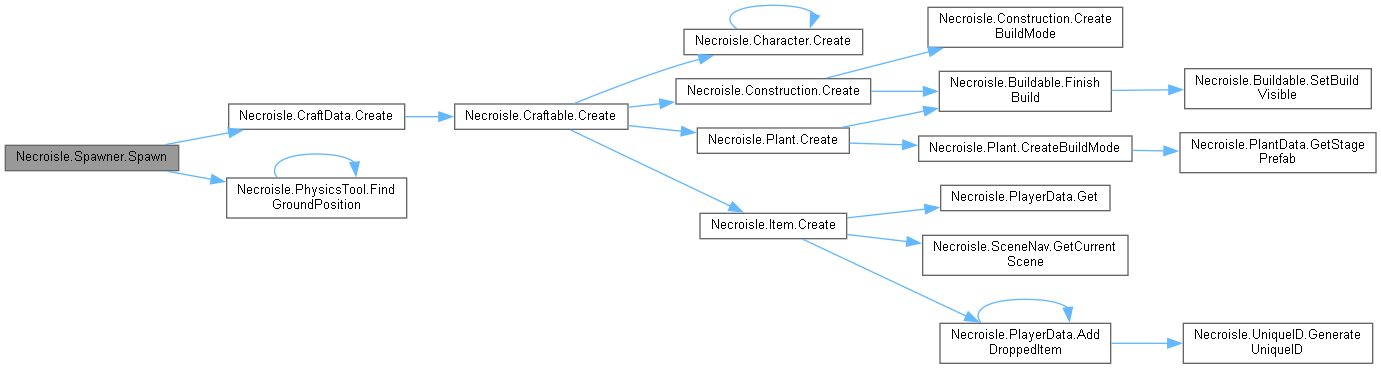 Necroisle.Spawner.Spawn
Necroisle.CraftData.Create
Necroisle.PhysicsTool.Find
GroundPosition
Necroisle.Craftable.Create
Necroisle.Character.Create
Necroisle.Construction.Create
Necroisle.Plant.Create
Necroisle.Item.Create
Necroisle.Construction.Create
BuildMode
Necroisle.Buildable.Finish
Build
Necroisle.Plant.CreateBuildMode
Necroisle.PlayerData.Get
Necroisle.SceneNav.GetCurrent
Scene
Necroisle.PlayerData.Add
DroppedItem
Necroisle.Buildable.SetBuild
Visible
Necroisle.PlantData.GetStage
Prefab
Necroisle.UniqueID.Generate
UniqueID